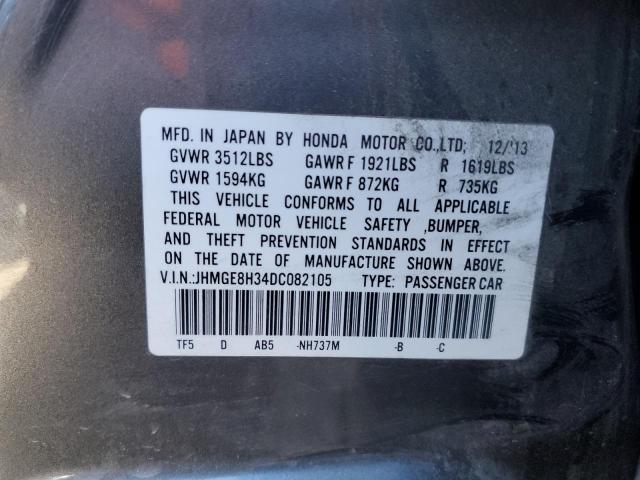 MFD. IN JAPAN BY HONDA MOTOR CO.,LTD; 12/'13
GVWR 3512LBS GAWR F 1921LBS R 1619LBS
GVWR 1594KG GAWR F 872KG R 735KG
THIS VEHICLE CONFORMS TO ALL APPLICABLE
FEDERAL MOTOR VEHICLE SAFETY ,BUMPER,
AND THEFT PREVENTION STANDARDS IN EFFECT
ON THE DATE OF MANUFACTURE SHOWN ABOVE.
V.I.N.:JHMGE8H34DC082105 TYPE: PASSENGER CAR
TF5 D AB5 -NH737M -B -C